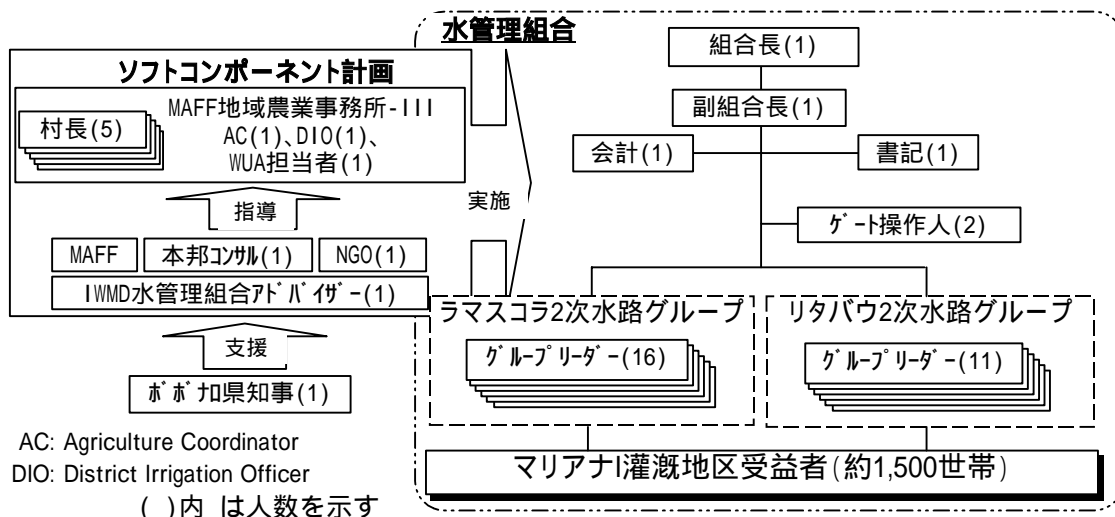 水管理組合
組合長(1)
副組合長(1)
会計(1)
書記(1)
ゲート操作人(2)
ソフトコンポーネント計画
村長(5)
MAFF地域農業事務所-III
AC(1)、DIO(1)、
WUA担当者(1)
指導
実施
MAFF
本邦コンサル(1)
NGO(1)
IWMD水管理組合アドバイザー(1)
支援
ボボナロ県知事(1)
ラマスコラ2次水路グループ
グループリーダー(16)
リタバウ2次水路グループ
グループリーダー(11)
マリアナI灌漑地区受益者(約1,500世帯)
AC: Agriculture Coordinator
DIO: District Irrigation Officer
( )内 は人数を示す